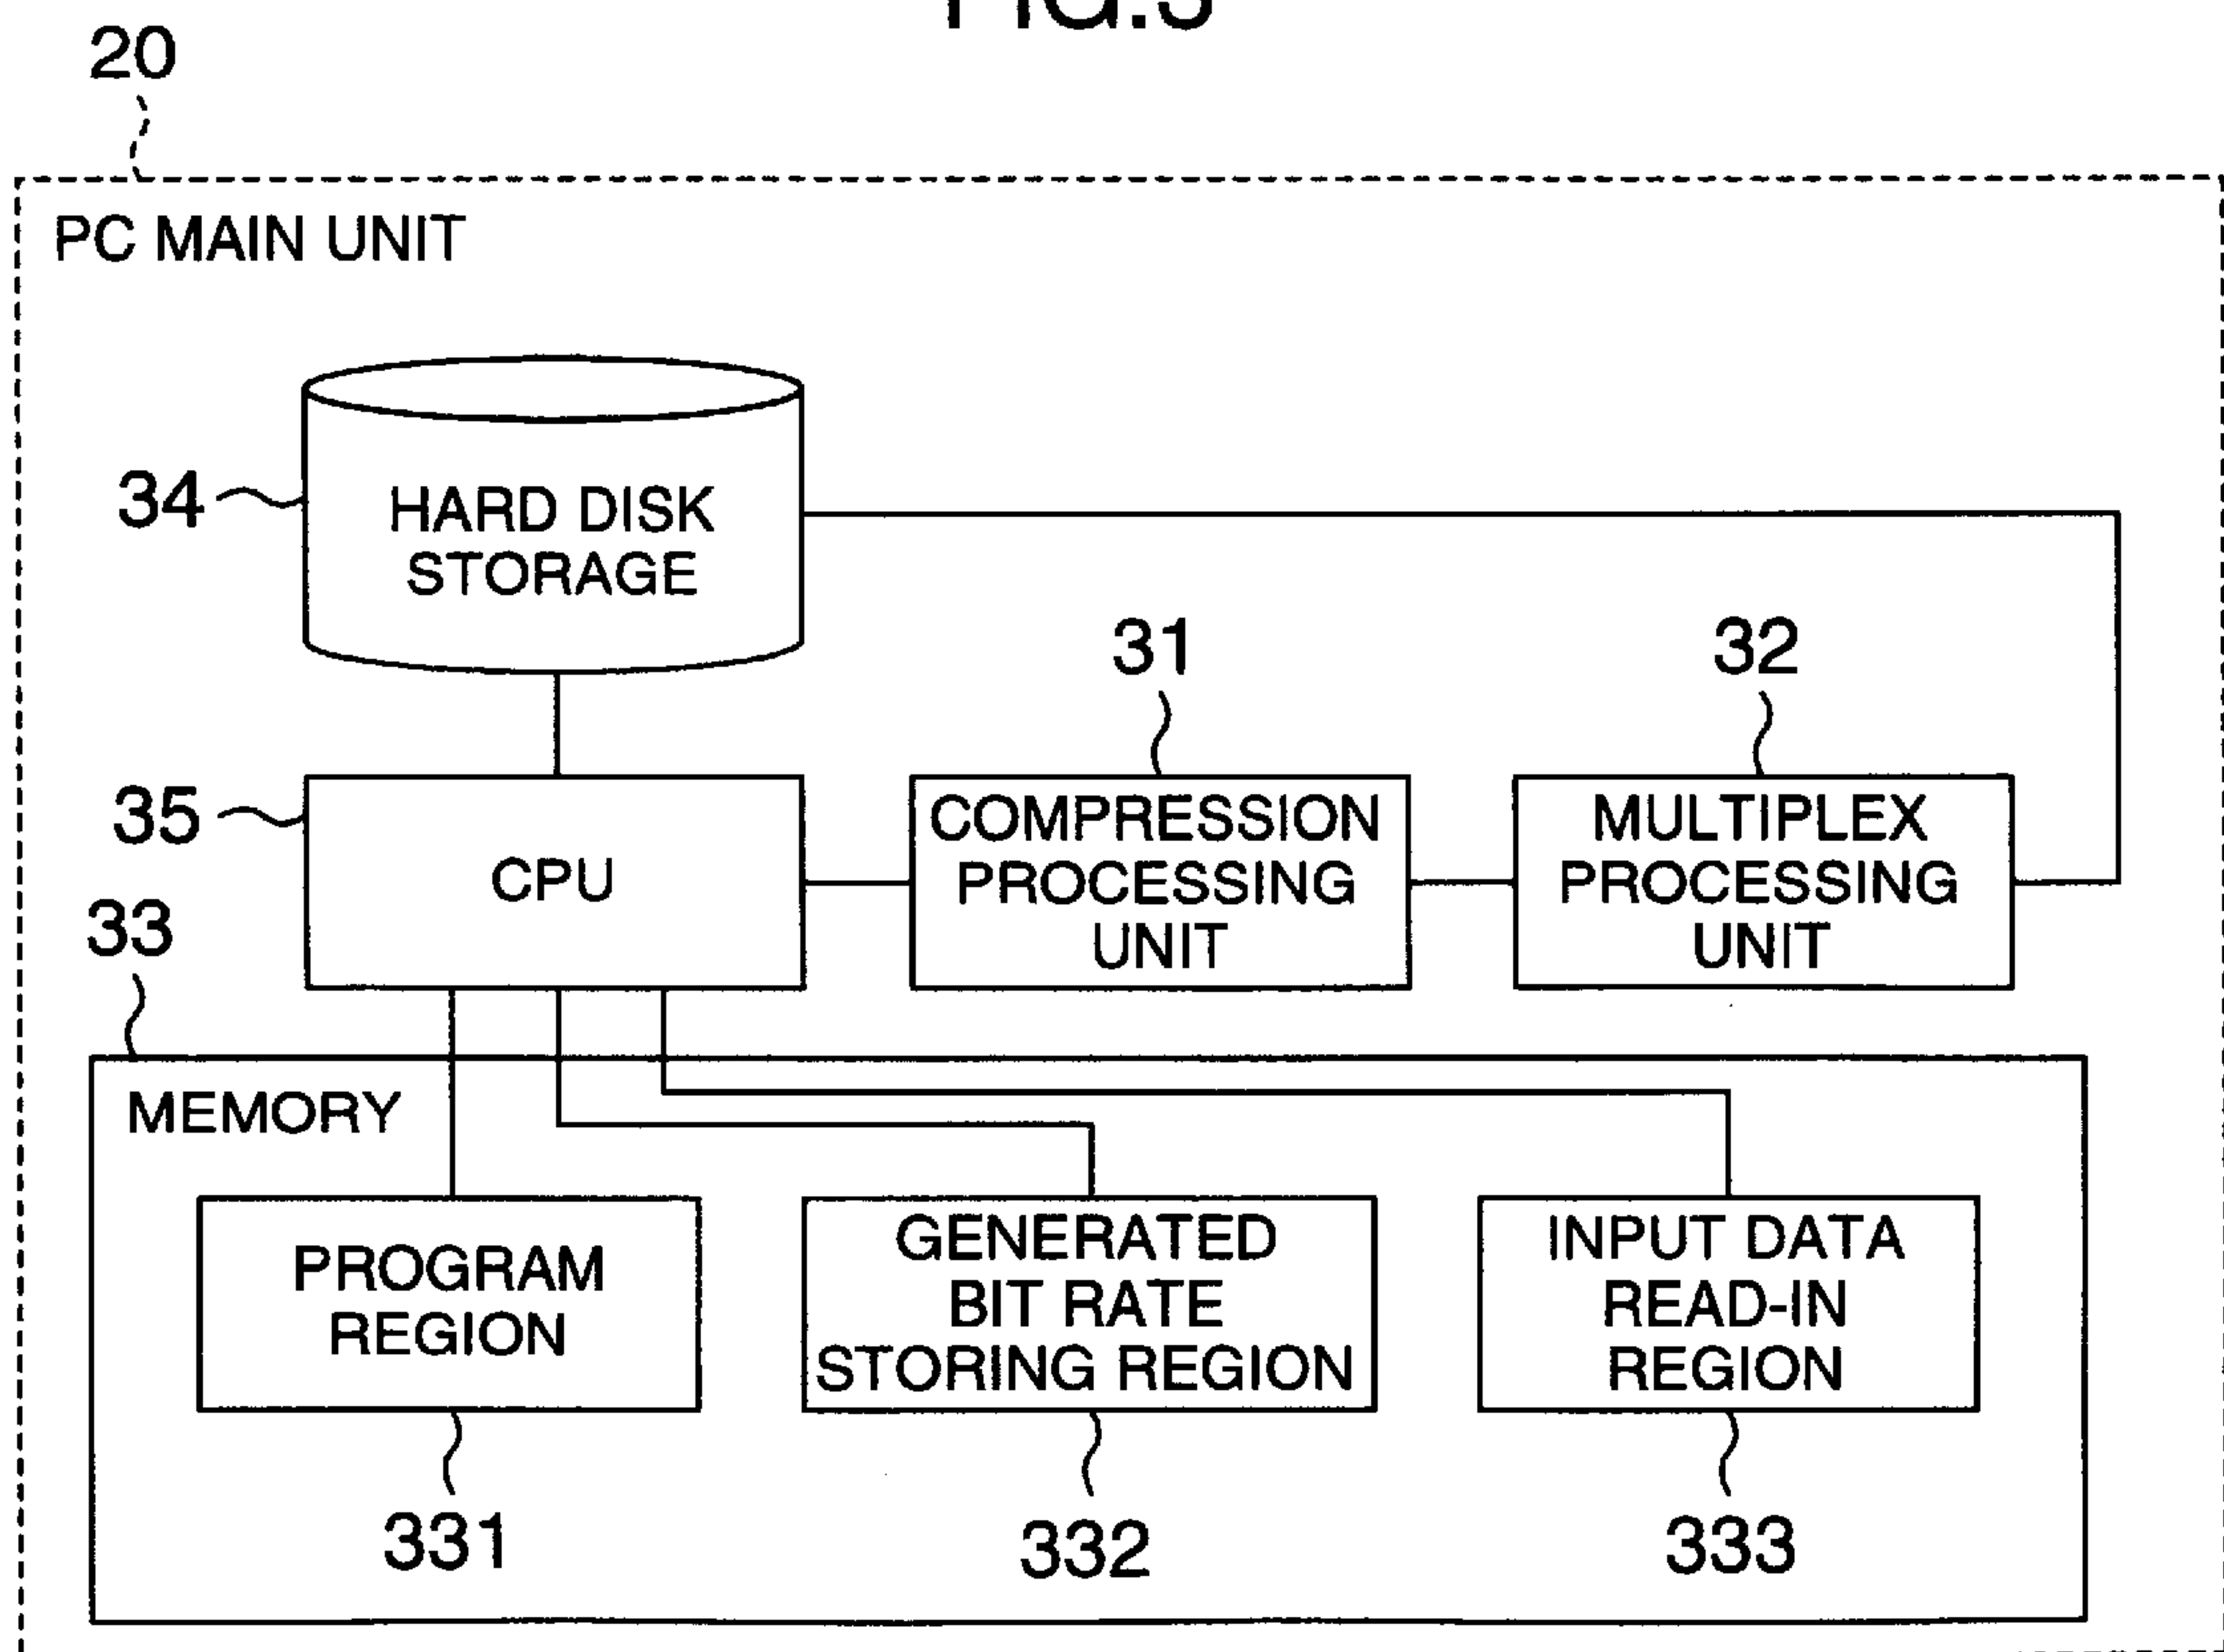 20
PC MAIN UNIT
34
HARD DISK
STORAGE
31
32
35
CPU
COMPRESSION
PROCESSING
UNIT
MULTIPLEX
PROCESSING
UNIT
33
MEMORY
PROGRAM
REGION
GENERATED
BIT RATE
STORING REGION
INPUT DATA
READ-IN
REGION
331
332
333